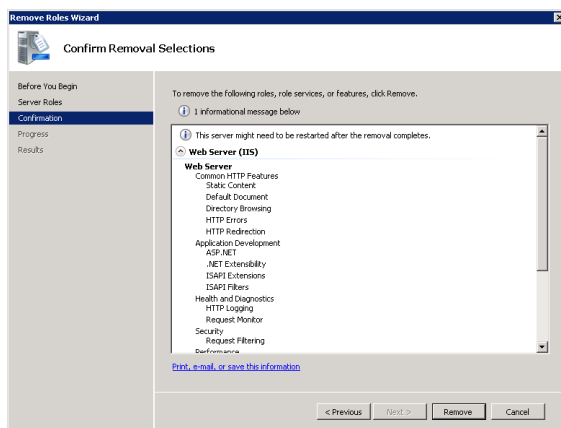 Remove Roles Wizard
Confirm Removal Selections
Before You Begin
Server Roles
Confirmation
Progress
Results
To remove the following roles, role services, or features, click Remove.
1 informational message below
This server might need to be restarted after the removal completes.
Web Server (IIS)
Web Server
Common HTTP Features
Static Content
Default Document
Directory Browsing
HTTP Errors
HTTP Redirection
Application Development
ASP.NET
.NET Extensibility
ISAPI Extensions
ISAPI Filters
Health and Diagnostics
HTTP Logging
Request Monitor
Security
Request Filtering
Performance
Print, e-mail, or save this information
< Previous
Next >
Remove
Cancel